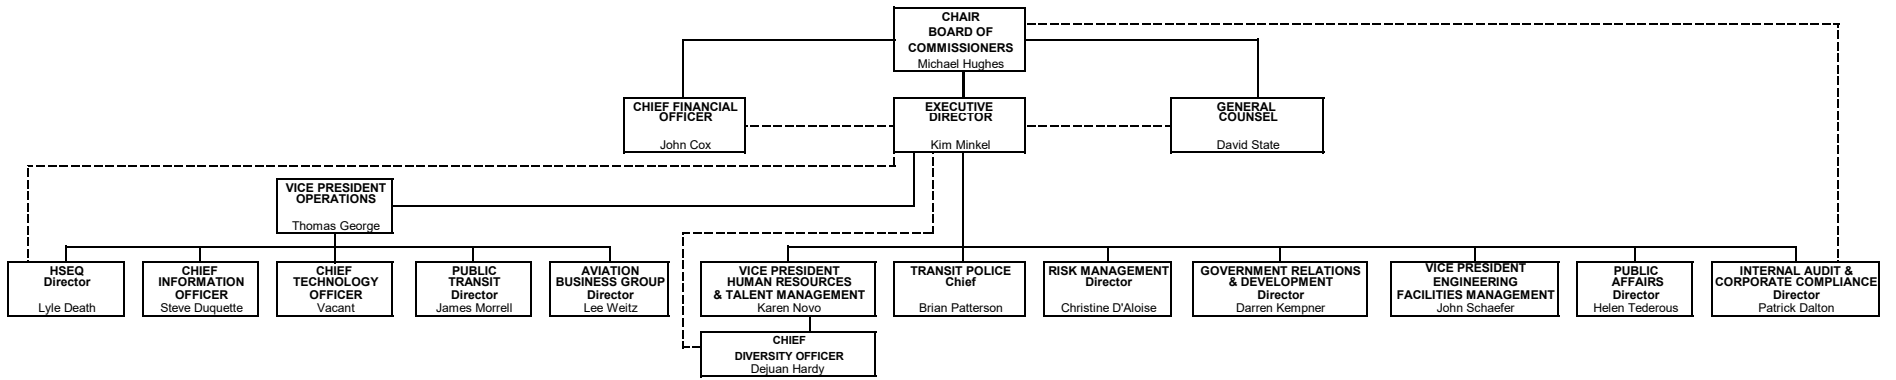 CHAIR
BOARD OF
COMMISSIONERS
Michael Hughes
CHIEF FINANCIAL
OFFICER
John Cox
EXECUTIVE
DIRECTOR
Kim Minkel
GENERAL
COUNSEL
David State
VICE PRESIDENT
OPERATIONS
Thomas George
HSEQ
Director
Lyle Death
CHIEF
INFORMATION
OFFICER
Steve Duquette
CHIEF
TECHNOLOGY
OFFICER
Vacant
PUBLIC
TRANSIT
Director
James Morrell
AVIATION
BUSINESS GROUP
Director
Lee Weitz
VICE PRESIDENT
HUMAN RESOURCES
& TALENT MANAGEMENT
Karen Novo
TRANSIT POLICE
Chief
Brian Patterson
RISK MANAGEMENT
Director
Christine D'Aloise
GOVERNMENT RELATIONS
& DEVELOPMENT
Director
Darren Kempner
VICE PRESIDENT
ENGINEERING
FACILITIES MANAGEMENT
John Schaefer
PUBLIC
AFFAIRS
Director
Helen Tederous
INTERNAL AUDIT &
CORPORATE COMPLIANCE
Director
Patrick Dalton
CHIEF
DIVERSITY OFFICER
Dejuan Hardy